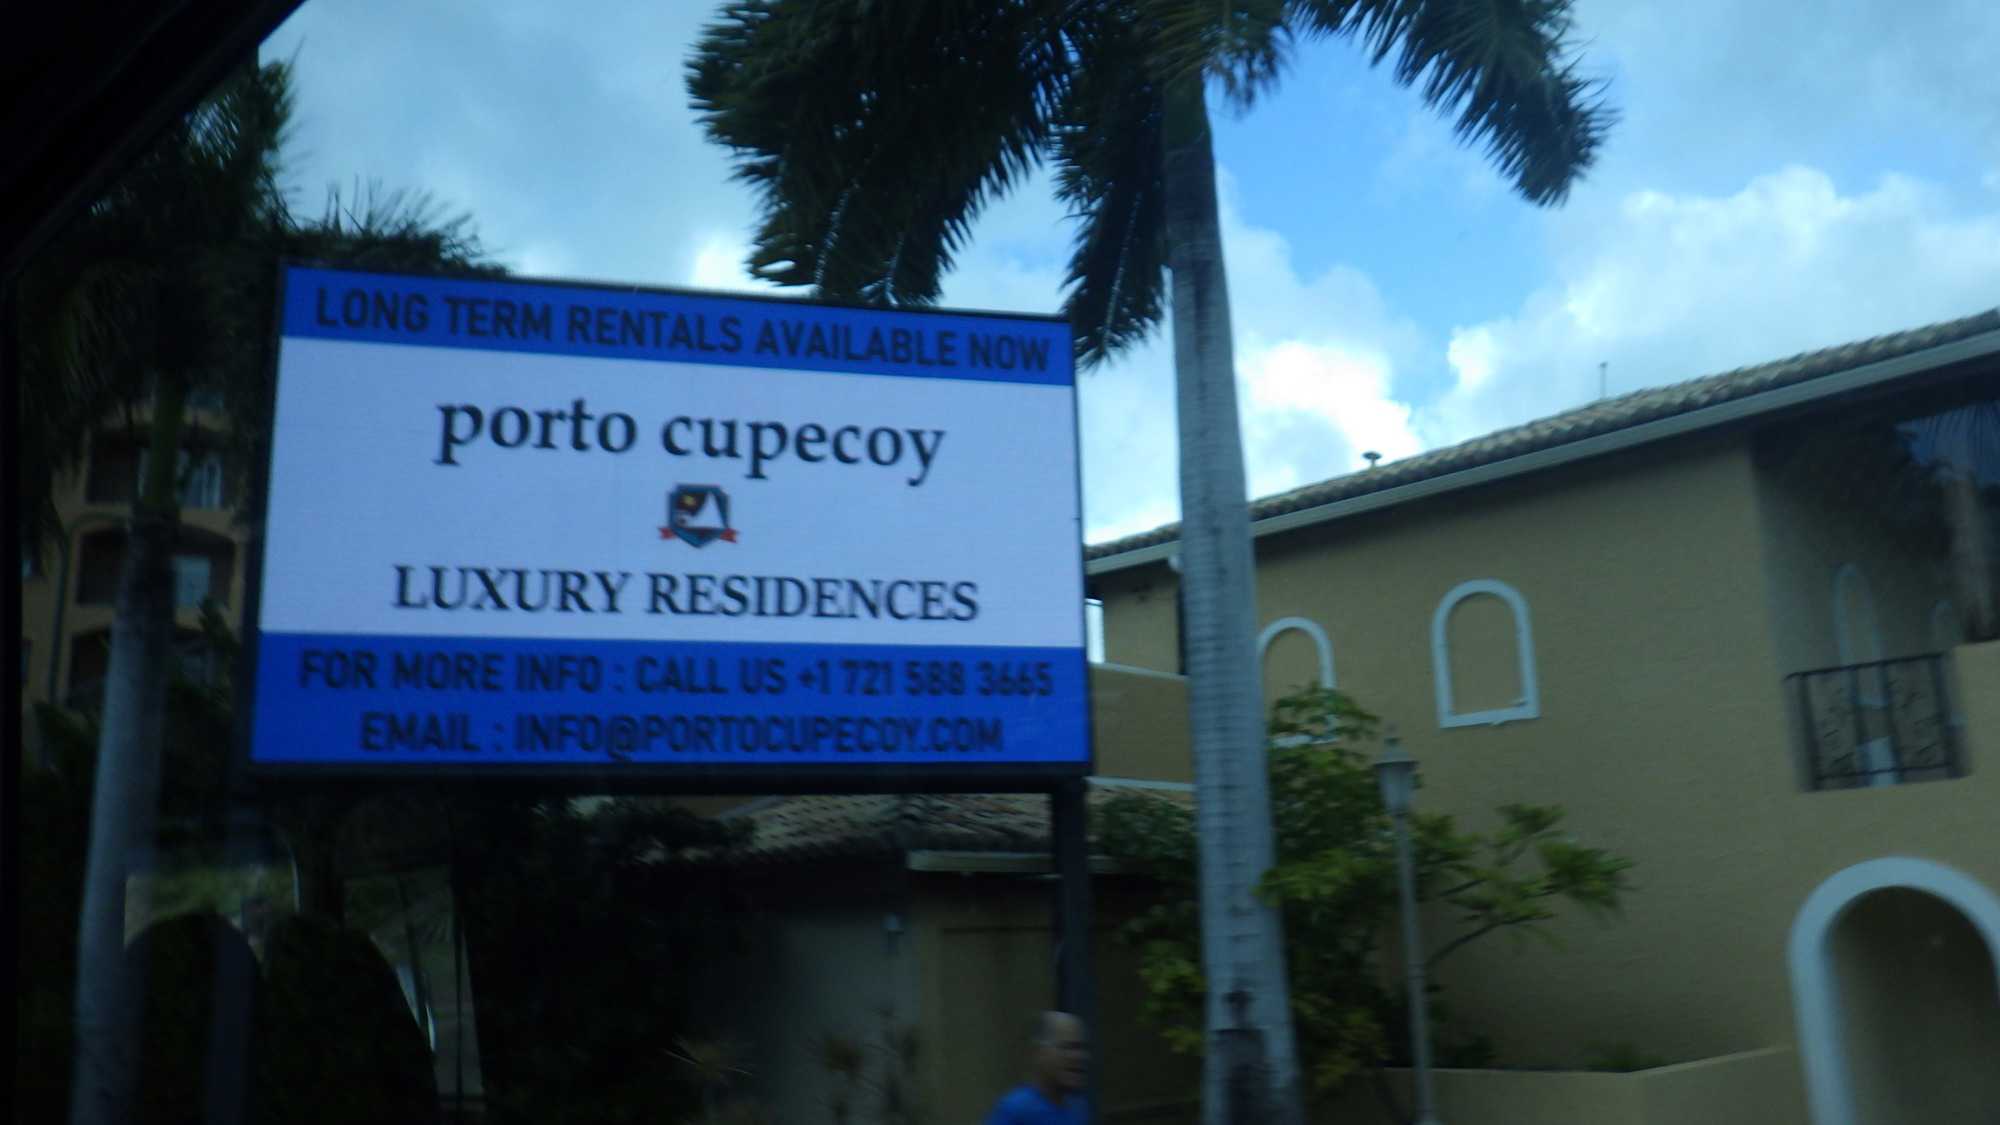 LONG TERM RENTALS AVAILABLE NOW
porto cupecoy
LUXURY RESIDENCES
FOR MORE INFO : CALL US +1 721 588 3665
EMAIL : INFO@PORTOCUPECOY.COM